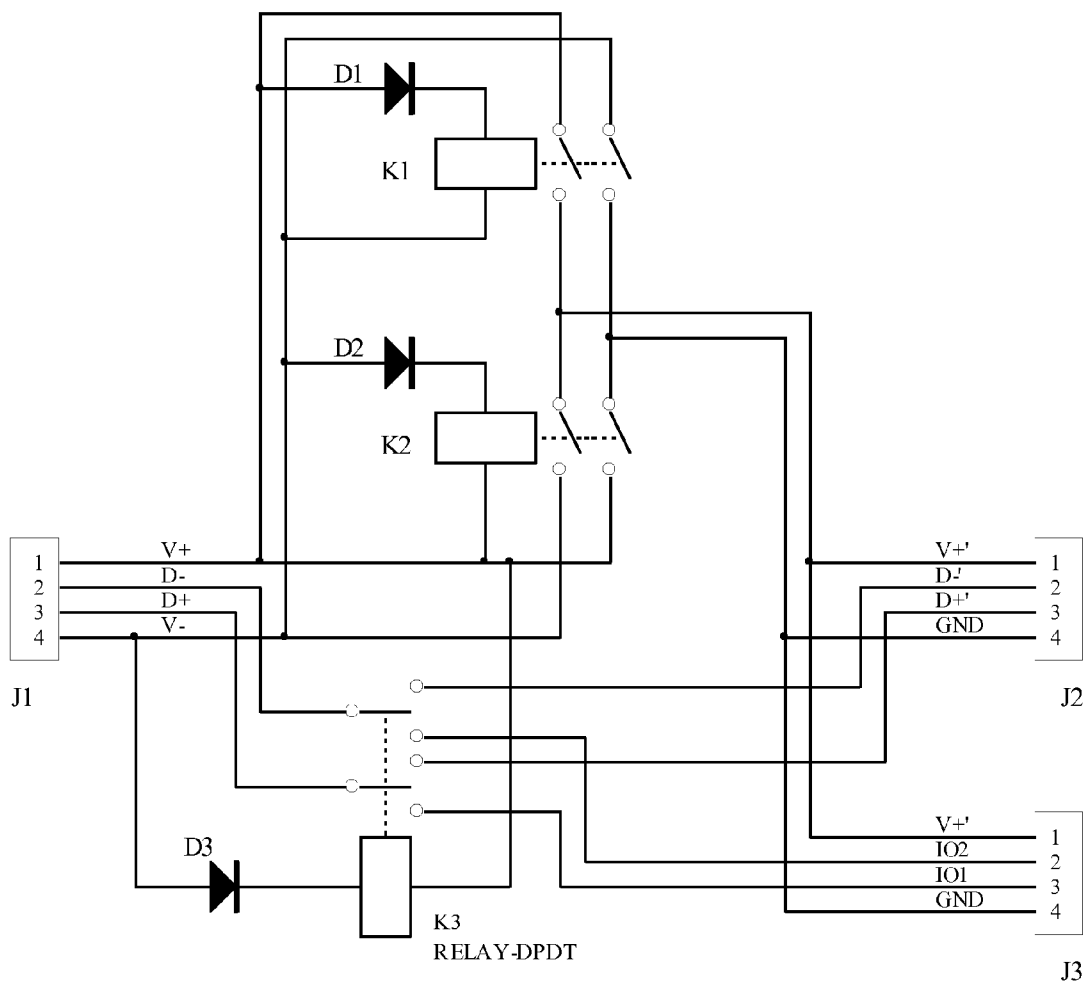 D1
K1
D2
K2
V+
D-
D+
V-
1
2
3
4
J1
V+'
D-'
D+'
GND
1
2
3
4
J2
D3
K3
RELAY-DPDT
V+'
IO2
IO1
GND
1
2
3
4
J3